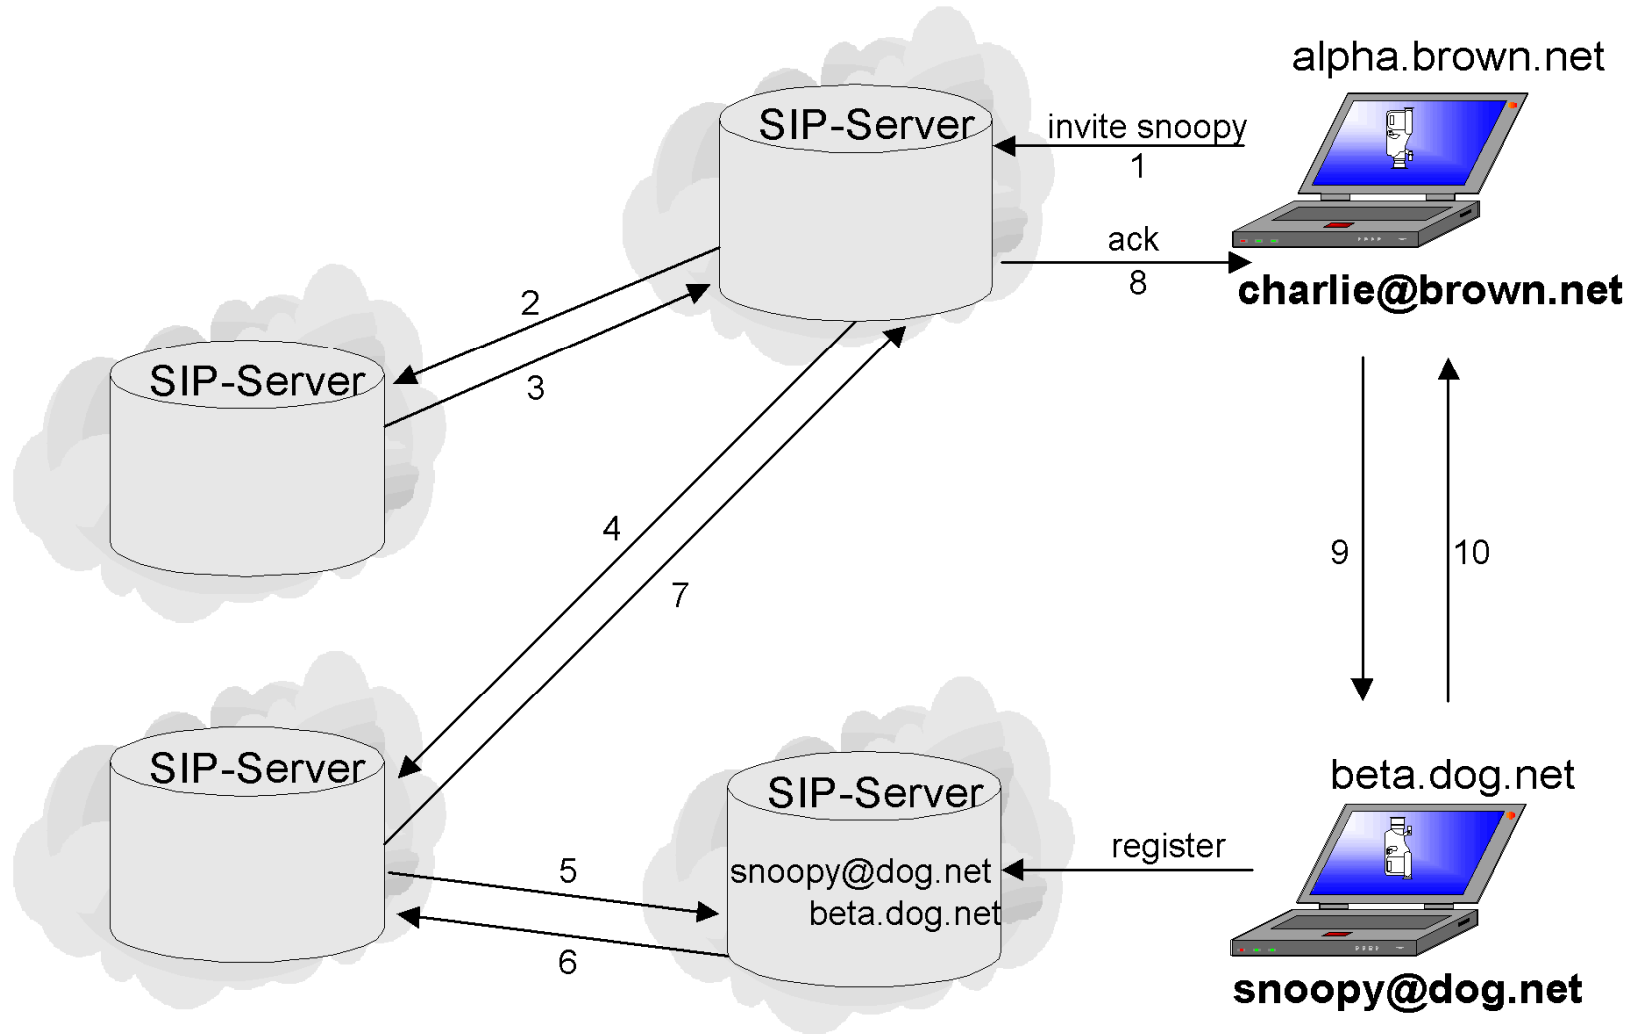 alpha.brown.net
SIP-Server
invite snoopy
1
ack
8
charlie@brown.net
2
3
SIP-Server
4
7
9
10
SIP-Server
SIP-Server
beta.dog.net
register
snoopy@dog.net
beta.dog.net
5
6
snoopy@dog.net